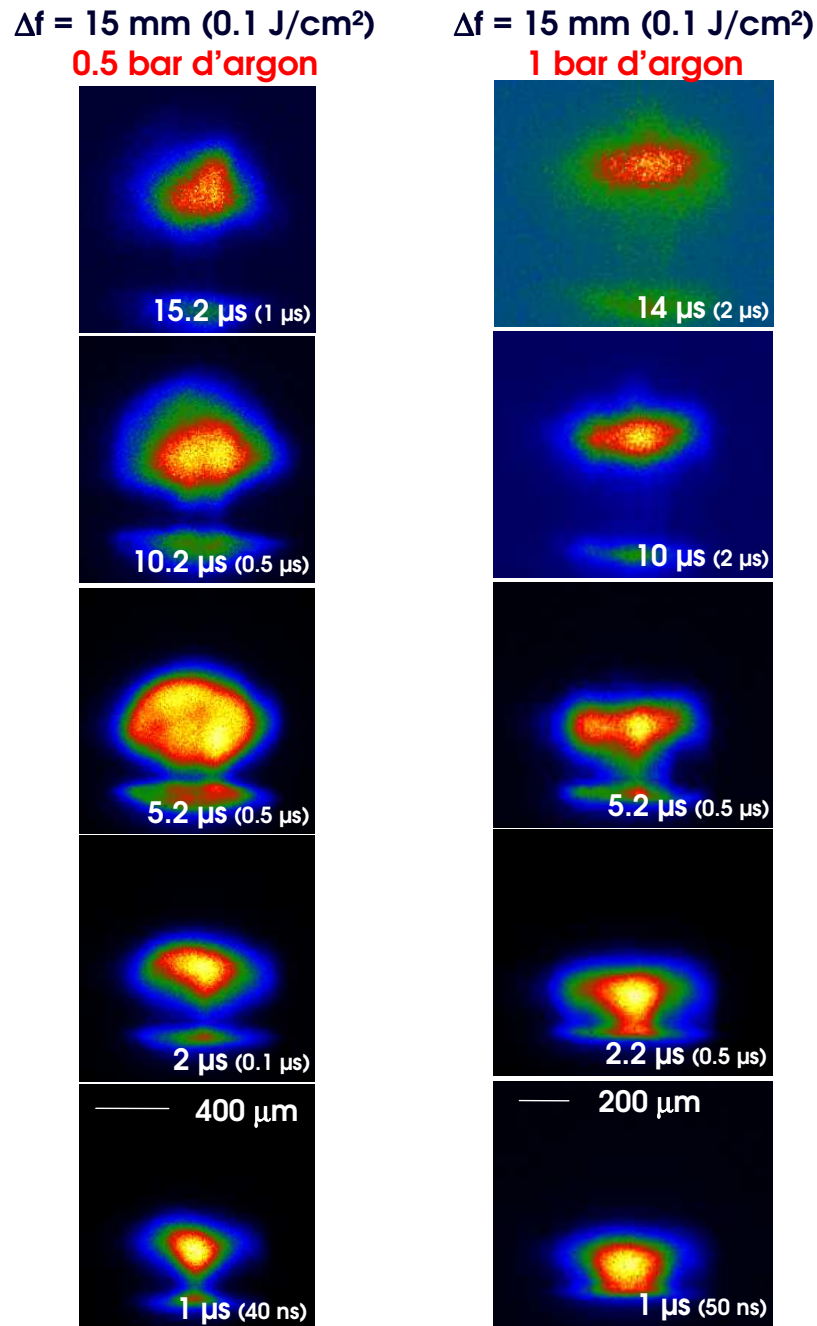 Δf = 15 mm (0.1 J/cm²)
0.5 bar d'argon
15.2 µs (1 µs)
10.2 µs (0.5 µs)
5.2 µs (0.5 µs)
2 µs (0.1 µs)
400 µm
1 µs (40 ns)
Δf = 15 mm (0.1 J/cm²)
1 bar d'argon
14 µs (2 µs)
10 µs (2 µs)
5.2 µs (0.5 µs)
2.2 µs (0.5 µs)
200 µm
1 µs (50 ns)